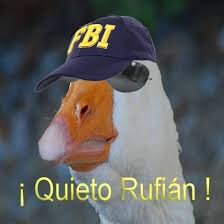 FBI
¡ Quieto Rufián !